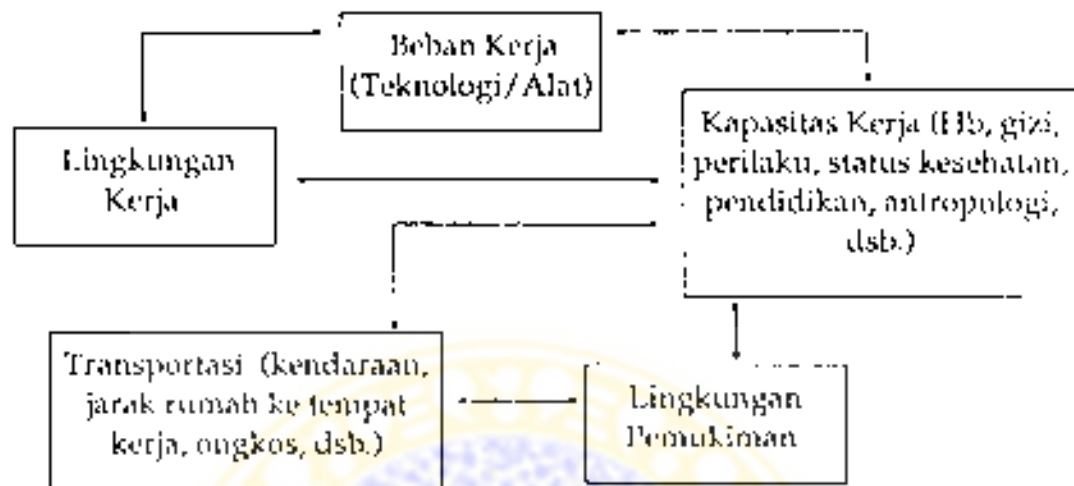 Beban Kerja
(Teknologi/Alat)
Lingkungan
Kerja
Kapasitas Kerja (Hb, gizi,
perilaku, status kesehatan,
pendidikan, antropologi,
dsb.)
Transportasi (kendaraan,
jarak rumah ke tempat
kerja, ongkos, dsb.)
Lingkungan
Pemukiman